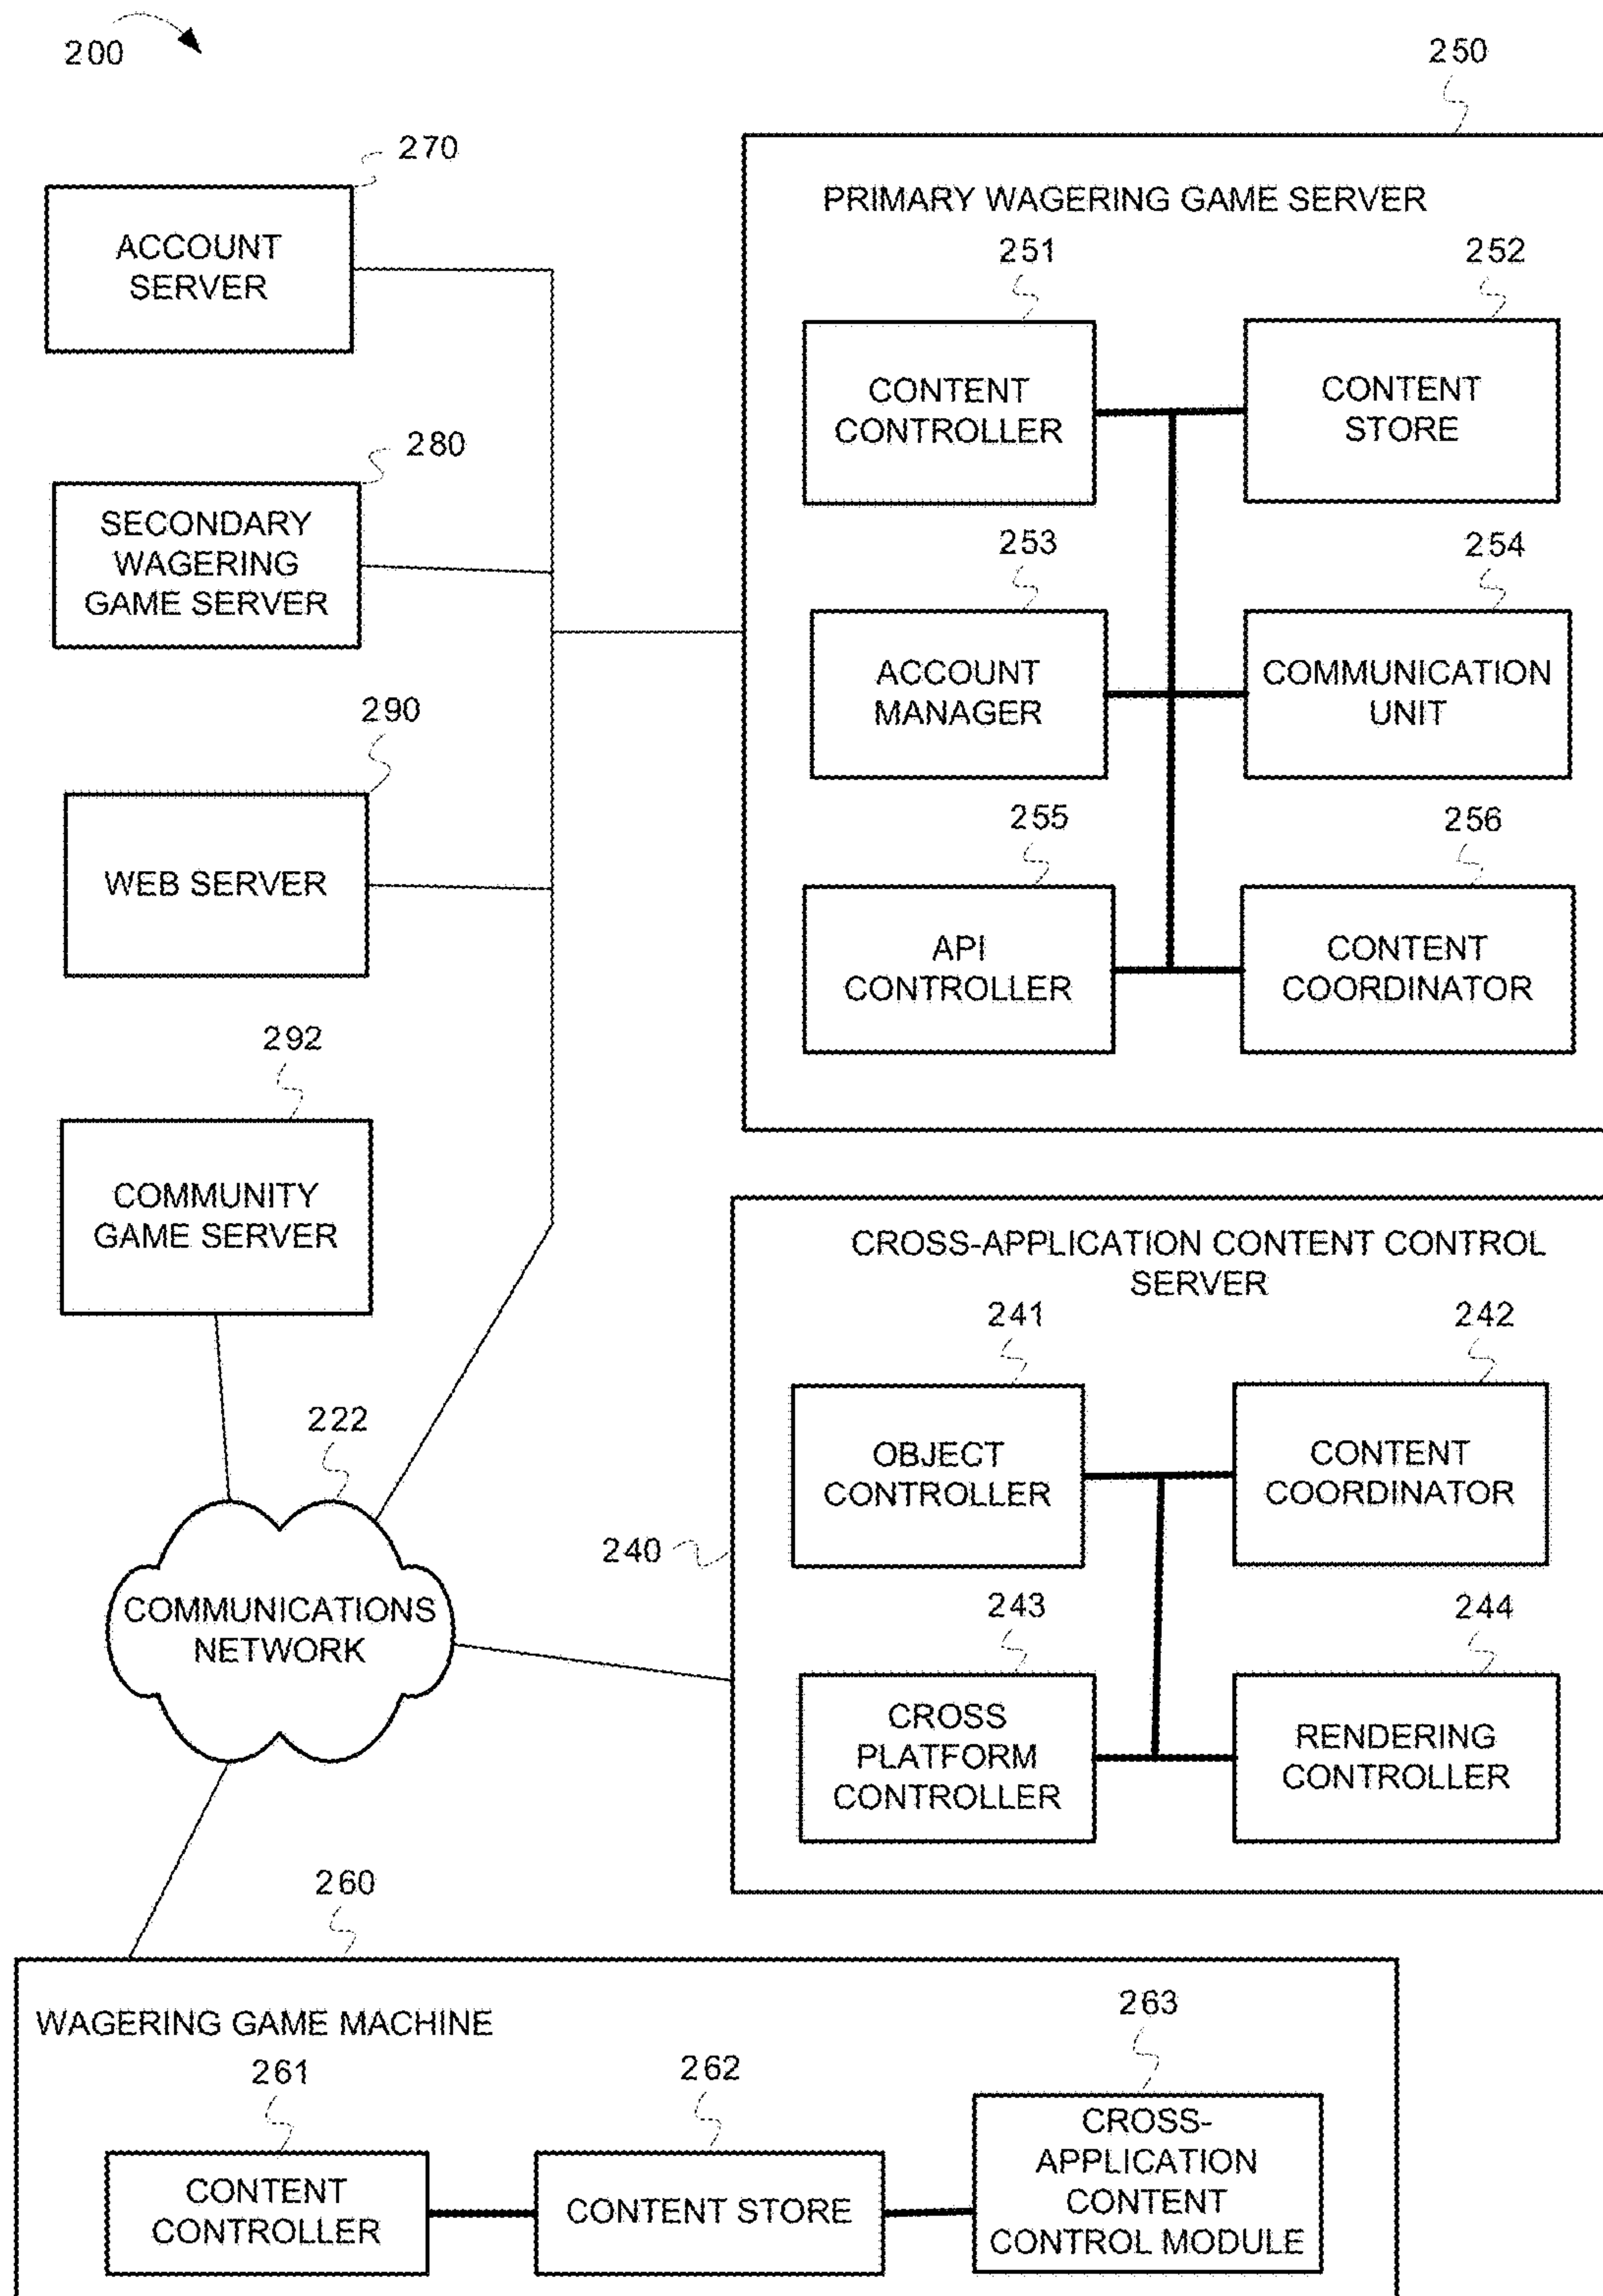 200
250
270
ACCOUNT
SERVER
280
SECONDARY
WAGERING
GAME SERVER
290
WEB SERVER
292
COMMUNITY
GAME SERVER
222
COMMUNICATIONS
NETWORK
PRIMARY WAGERING GAME SERVER
251
CONTENT
CONTROLLER
252
CONTENT
STORE
253
ACCOUNT
MANAGER
254
COMMUNICATION
UNIT
255
API
CONTROLLER
256
CONTENT
COORDINATOR
240
CROSS-APPLICATION CONTENT CONTROL
SERVER
241
OBJECT
CONTROLLER
242
CONTENT
COORDINATOR
243
CROSS
PLATFORM
CONTROLLER
244
RENDERING
CONTROLLER
260
WAGERING GAME MACHINE
261
CONTENT
CONTROLLER
262
CONTENT STORE
263
CROSS-
APPLICATION
CONTENT
CONTROL MODULE